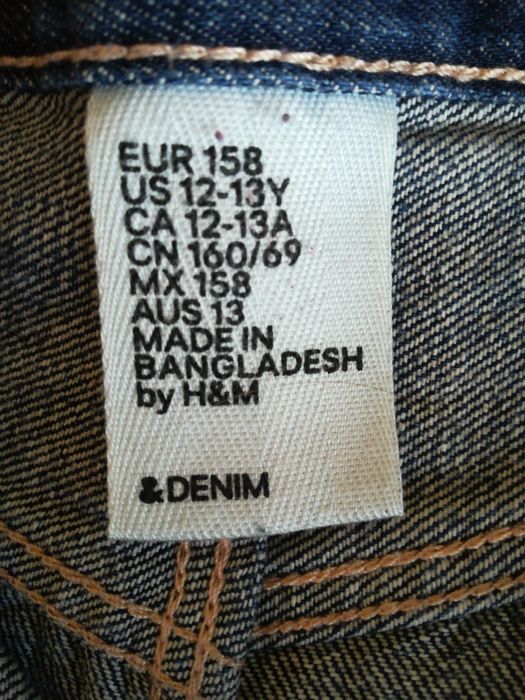 EUR 158
US 12-13Y
CA 12-13A
CN 160/69
MX 158
AUS 13
MADE IN
BANGLADESH
by H&M
&DENIM